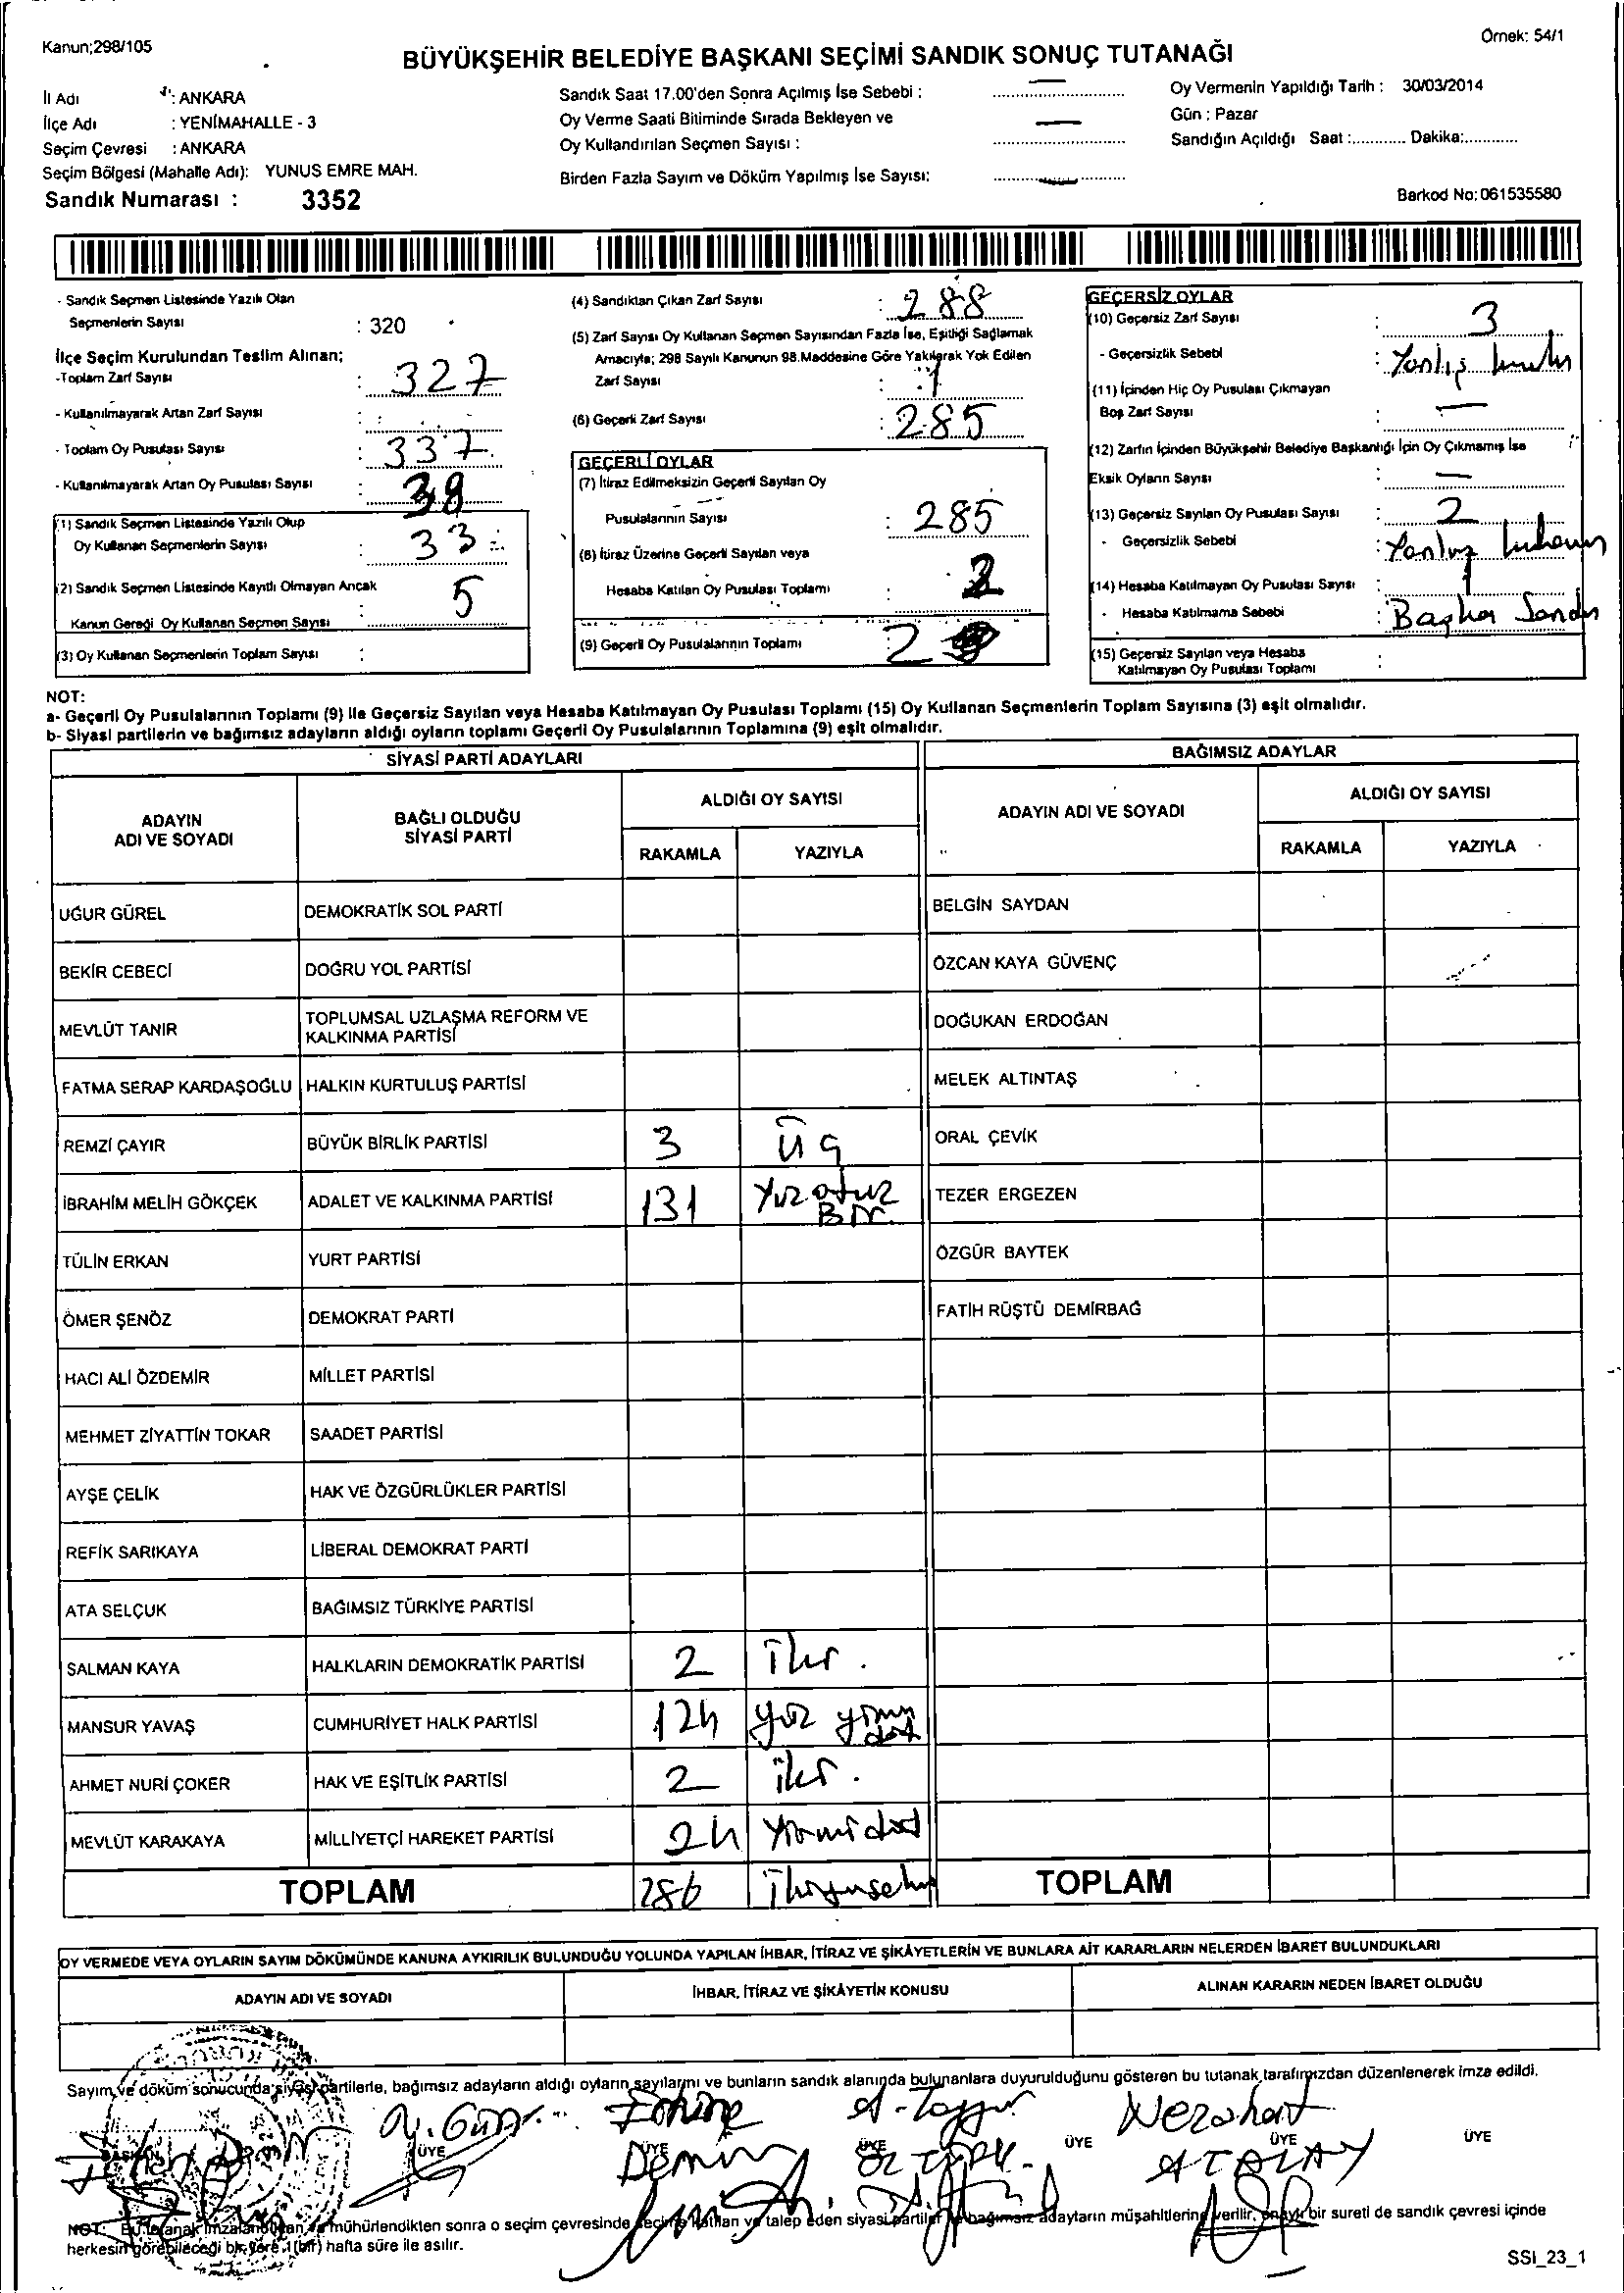 Kanun;298/105
Örnek: 54/1
BÜYÜKŞEHİR BELEDİYE BAŞKANI SEÇİMİ SANDIK SONUÇ TUTANAĞI
İl Adı : ANKARA
İlçe Adı : YENİMAHALLE - 3
Seçim Çevresi : ANKARA
Seçim Bölgesi (Mahalle Adı): YUNUS EMRE MAH.
Sandık Numarası : 3352
Sandık Saat 17.00'den Sonra Açılmış İse Sebebi :
Oy Verme Saati Bitiminde Sırada Bekleyen ve
Oy Kullandırılan Seçmen Sayısı :
Birden Fazla Sayım ve Döküm Yapılmış İse Sayısı:
Oy Vermenin Yapıldığı Tarih : 30/03/2014
Gün : Pazar
Sandığın Açıldığı Saat :............ Dakika:............
Barkod No: 061535580
- Sandık Seçmen Listesinde Yazılı Olan
Seçmenlerin Sayısı : 320
İlçe Seçim Kurulundan Teslim Alınan;
-Toplam Zarf Sayısı : 327
- Kullanılmayarak Artan Zarf Sayısı :
- Toplam Oy Pusulası Sayısı : 337
- Kullanılmayarak Artan Oy Pusulası Sayısı : 38
(1) Sandık Seçmen Listesinde Yazılı Olup
Oy Kullanan Seçmenlerin Sayısı : 33
(2) Sandık Seçmen Listesinde Kayıtlı Olmayan Ancak
Kanun Gereği Oy Kullanan Seçmen Sayısı 5
(3) Oy Kullanan Seçmenlerin Toplam Sayısı :
(4) Sandıktan Çıkan Zarf Sayısı : 288
(5) Zarf Sayısı Oy Kullanan Seçmen Sayısından Fazla İse, Eşitliği Sağlamak
Amacıyla; 298 Sayılı Kanunun 98.Maddesine Göre Yakılarak Yok Edilen
Zarf Sayısı : 1
(6) Geçerli Zarf Sayısı : 285
GEÇERLİ OYLAR
(7) İtiraz Edilmeksizin Geçerli Sayılan Oy
Pusulalarının Sayısı : 285
(8) İtiraz Üzerine Geçerli Sayılan veya
Hesaba Katılan Oy Pusulası Toplamı :
(9) Geçerli Oy Pusulalarının Toplamı : 2
GEÇERSİZ OYLAR
(10) Geçersiz Zarf Sayısı : 3
- Geçersizlik Sebebi : Yanlış
(11) İçinden Hiç Oy Pusulası Çıkmayan
Boş Zarf Sayısı : —
(12) Zarfın İçinden Büyükşehir Belediye Başkanlığı İçin Oy Çıkmamış İse
Eksik Oyların Sayısı : —
(13) Geçersiz Sayılan Oy Pusulası Sayısı : 2
- Geçersizlik Sebebi :
(14) Hesaba Katılmayan Oy Pusulası Sayısı : 1
- Hesaba Katılmama Sebebi : Başka Sandık
(15) Geçersiz Sayılan veya Hesaba
Katılmayan Oy Pusulası Toplamı :
NOT:
a- Geçerli Oy Pusulalarının Toplamı (9) ile Geçersiz Sayılan veya Hesaba Katılmayan Oy Pusulası Toplamı (15) Oy Kullanan Seçmenlerin Toplam Sayısına (3) eşit olmalıdır.
b- Siyasi partilerin ve bağımsız adayların aldığı oyların toplamı Geçerli Oy Pusulalarının Toplamına (9) eşit olmalıdır.
SİYASİ PARTİ ADAYLARI
ADAYIN ADI VE SOYADI BAĞLI OLDUĞU SİYASİ PARTİ ALDIĞI OY SAYISI
RAKAMLA YAZIYLA
UĞUR GÜREL DEMOKRATİK SOL PARTİ
BEKİR CEBECİ DOĞRU YOL PARTİSİ
MEVLÜT TANIR TOPLUMSAL UZLAŞMA REFORM VE KALKINMA PARTİSİ
FATMA SERAP KARDAŞOĞLU HALKIN KURTULUŞ PARTİSİ
REMZİ ÇAYIR BÜYÜK BİRLİK PARTİSİ 3 Üç
İBRAHİM MELİH GÖKÇEK ADALET VE KALKINMA PARTİSİ 131 Yüz otuz Bir
TÜLİN ERKAN YURT PARTİSİ
ÖMER ŞENÖZ DEMOKRAT PARTİ
HACI ALİ ÖZDEMİR MİLLET PARTİSİ
MEHMET ZİYATTİN TOKAR SAADET PARTİSİ
AYŞE ÇELİK HAK VE ÖZGÜRLÜKLER PARTİSİ
REFİK SARIKAYA LİBERAL DEMOKRAT PARTİ
ATA SELÇUK BAĞIMSIZ TÜRKİYE PARTİSİ
SALMAN KAYA HALKLARIN DEMOKRATİK PARTİSİ 2 İki.
MANSUR YAVAŞ CUMHURİYET HALK PARTİSİ 124 yüz yirmi dört
AHMET NURİ ÇOKER HAK VE EŞİTLİK PARTİSİ 2 iki.
MEVLÜT KARAKAYA MİLLİYETÇİ HAREKET PARTİSİ 24 Yirmi dört
TOPLAM 286
BAĞIMSIZ ADAYLAR
ADAYIN ADI VE SOYADI ALDIĞI OY SAYISI
RAKAMLA YAZIYLA
BELGİN SAYDAN
ÖZCAN KAYA GÜVENÇ
DOĞUKAN ERDOĞAN
MELEK ALTINTAŞ
ORAL ÇEVİK
TEZER ERGEZEN
ÖZGÜR BAYTEK
FATİH RÜŞTÜ DEMİRBAĞ
TOPLAM
OY VERMEDE VEYA OYLARIN SAYIM DÖKÜMÜNDE KANUNA AYKIRILIK BULUNDUĞU YOLUNDA YAPILAN İHBAR, İTİRAZ VE ŞİKÂYETLERİN VE BUNLARA AİT KARARLARIN NELERDEN İBARET BULUNDUKLARI
ADAYIN ADI VE SOYADI İHBAR, İTİRAZ VE ŞİKÂYETİN KONUSU ALINAN KARARIN NEDEN İBARET OLDUĞU
Sayım ve döküm sonucunda siyasi partilerle, bağımsız adayların aldığı oyların sayılarını ve bunların sandık alanında bulunanlara duyurulduğunu gösteren bu tutanak tarafımızdan düzenlenerek imza edildi.
BAŞKAN ÜYE ÜYE ÜYE ÜYE ÜYE ÜYE
Demir ÖZTÜRK ATALAY
NOT: Bu tutanak imzalandıktan ve mühürlendikten sonra o seçim çevresinde seçime katılan ve talep eden siyasi partiler ve bağımsız adayların müşahitlerine verilir, onaylı bir sureti de sandık çevresi içinde
herkesin görebileceği bir yere 1(bir) hafta süre ile asılır.
SSI_23_1